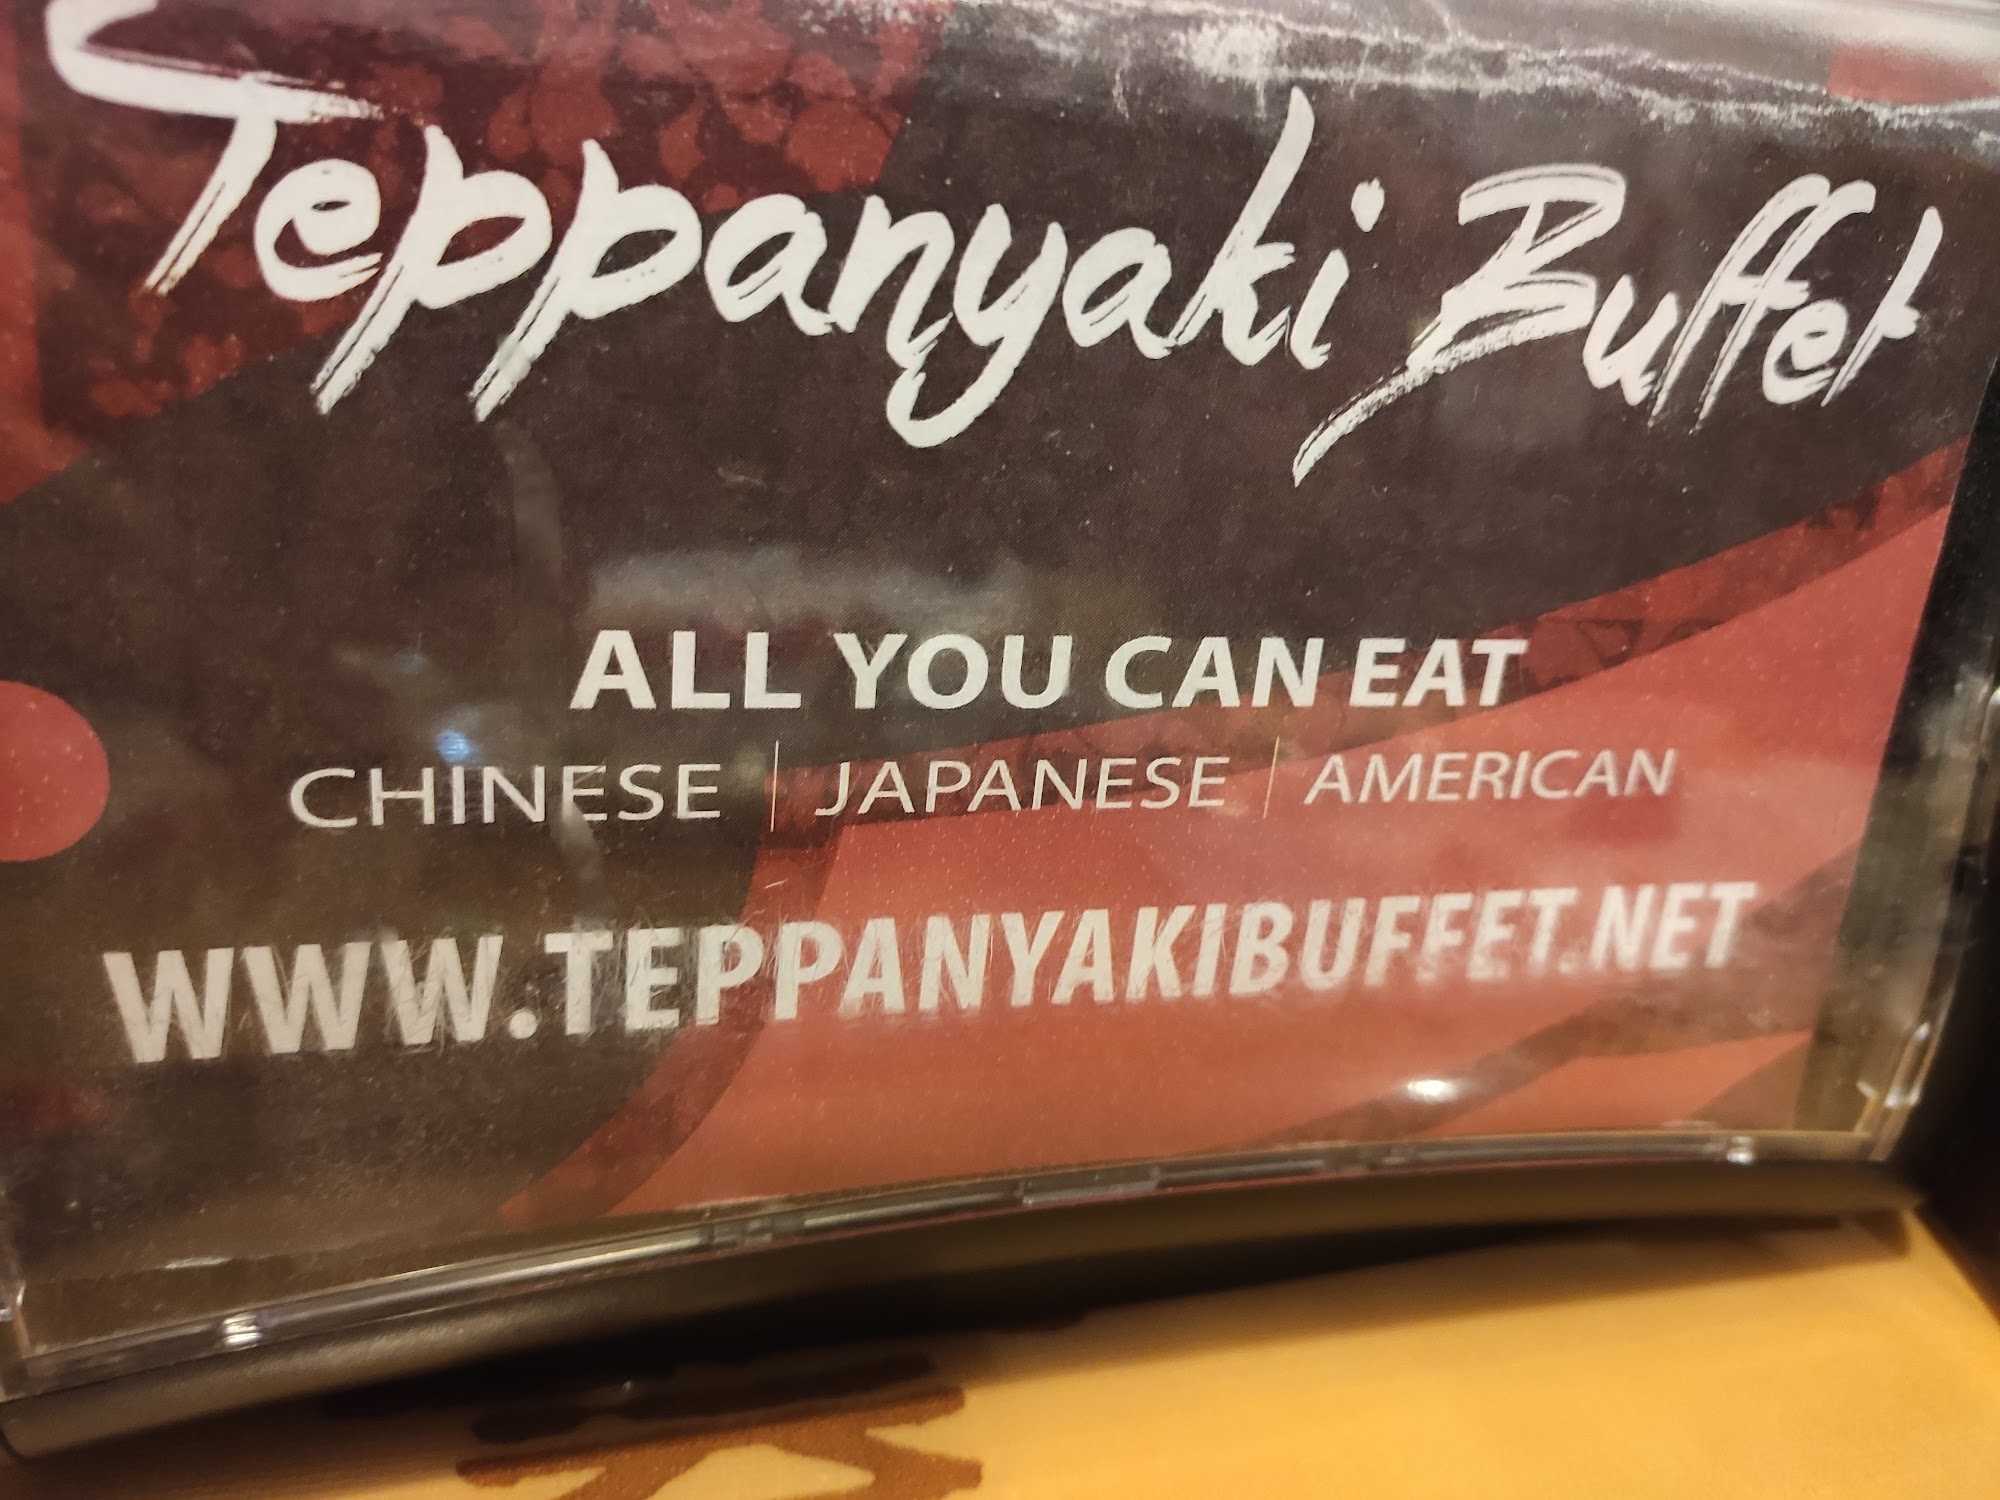 Teppanyaki Buffet
ALL YOU CAN EAT
CHINESE | JAPANESE | AMERICAN
WWW.TEPPANYAKIBUFFET.NET